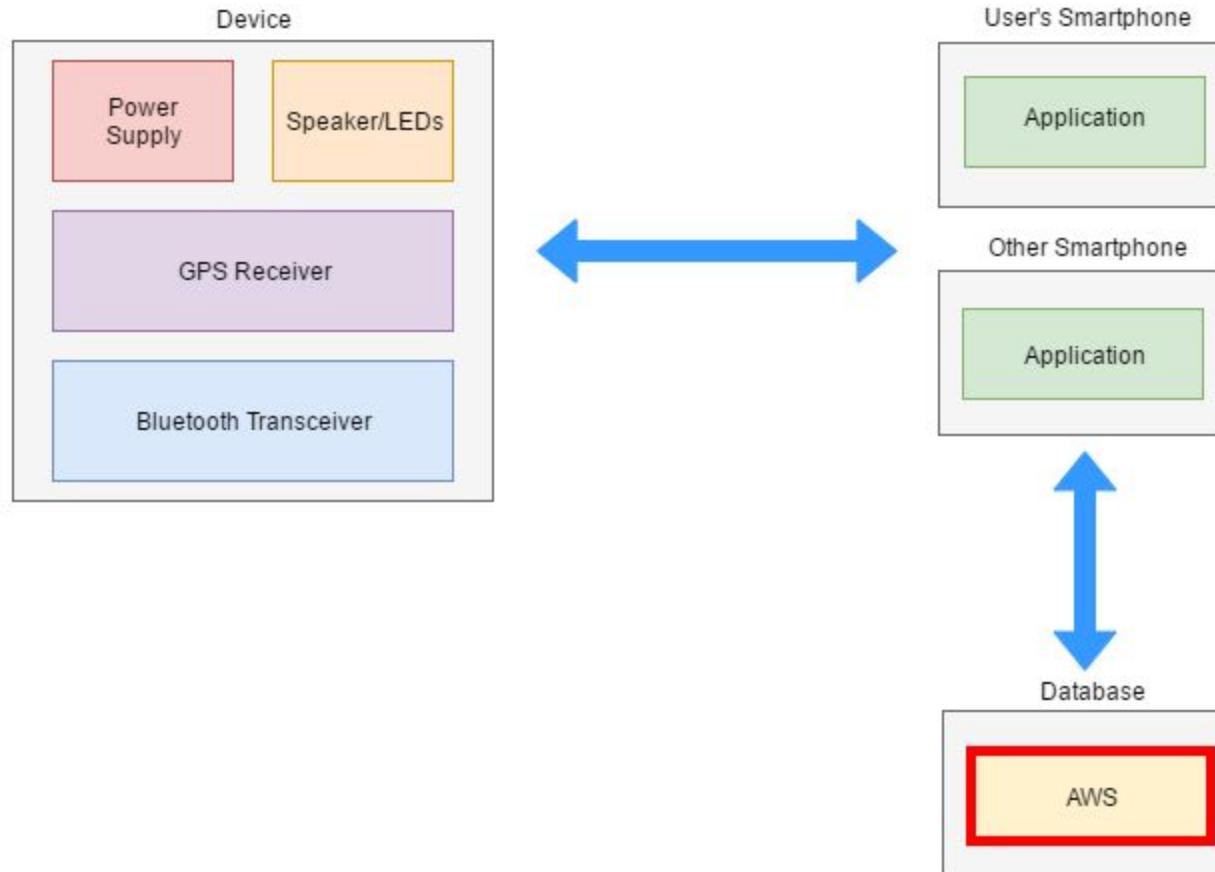 Device
Power
Supply
Speaker/LEDs
GPS Receiver
Bluetooth Transceiver
User's Smartphone
Application
Other Smartphone
Application
Database
AWS